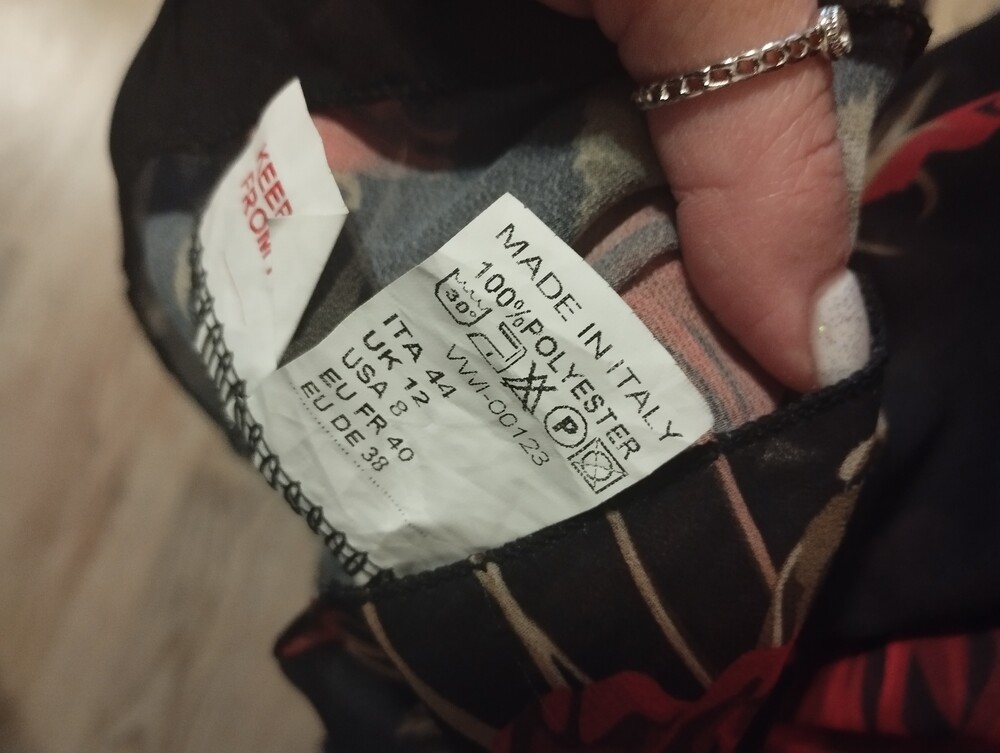 KEEP
FROM
MADE IN ITALY
100%POLYESTER
30°
P
VVI-00123
ITA 44
UK 12
USA 8
EU FR 40
EU DE 38